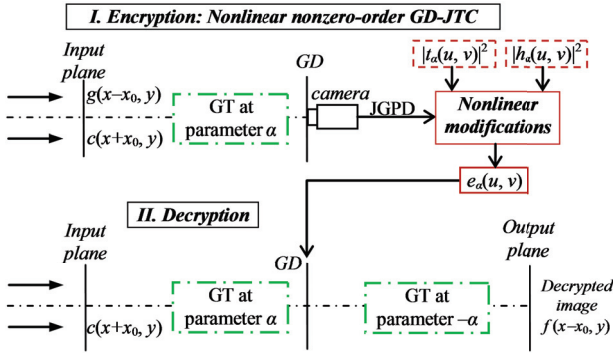 I. Encryption: Nonlinear nonzero-order GD-JTC
Input
plane
GD
|tα(u, v)|²
|hα(u, v)|²
g(x−x₀, y)
c(x+x₀, y)
GT at
parameter α
camera
JGPD
Nonlinear
modifications
eα(u, v)
II. Decryption
Input
plane
GD
Output
plane
c(x+x₀, y)
GT at
parameter α
GT at
parameter −α
Decrypted
image
f(x−x₀, y)